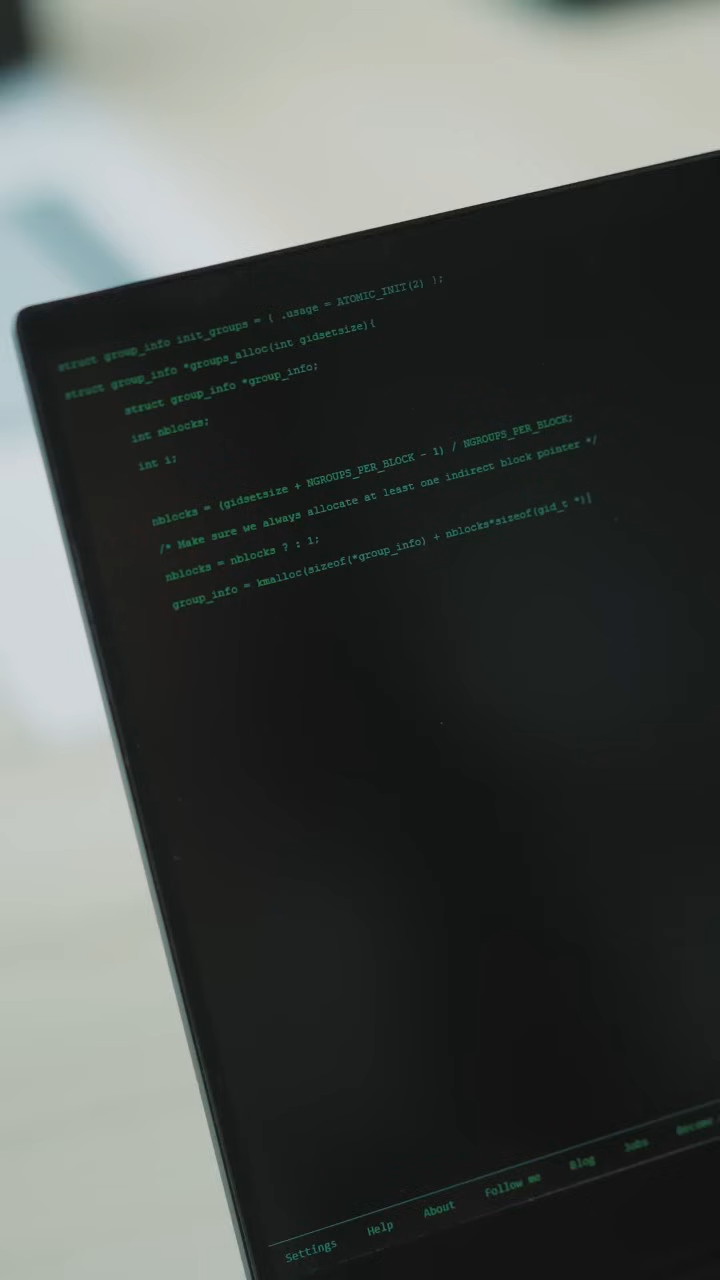 struct group_info init_groups = { .usage = ATOMIC_INIT(2) };
struct group_info *groups_alloc(int gidsetsize){
struct group_info *group_info;
int nblocks;
int i;
nblocks = (gidsetsize + NGROUPS_PER_BLOCK - 1) / NGROUPS_PER_BLOCK;
/* Make sure we always allocate at least one indirect block pointer */
nblocks = nblocks ? : 1;
group_info = kmalloc(sizeof(*group_info) + nblocks*sizeof(gid_t *)
Settings Help About Follow me Blog Jobs